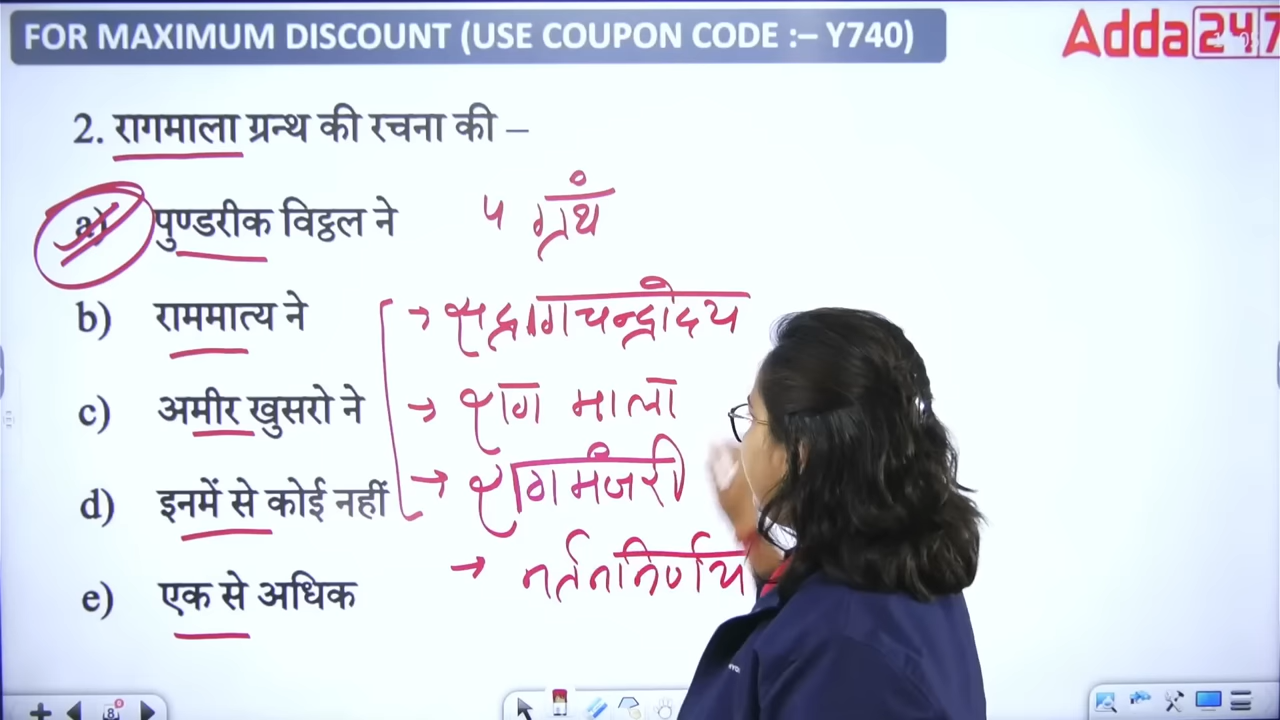 FOR MAXIMUM DISCOUNT (USE COUPON CODE :– Y740)
Adda247
2. रागमाला ग्रन्थ की रचना की –
a) पुण्डरीक विट्ठल ने
4 ग्रंथ
b) राममात्य ने
→ सद्रागचन्द्रोदय
c) अमीर खुसरो ने
→ राग माला
d) इनमें से कोई नहीं
→ रागमंजरी
→ नर्तननिर्णय
e) एक से अधिक
8